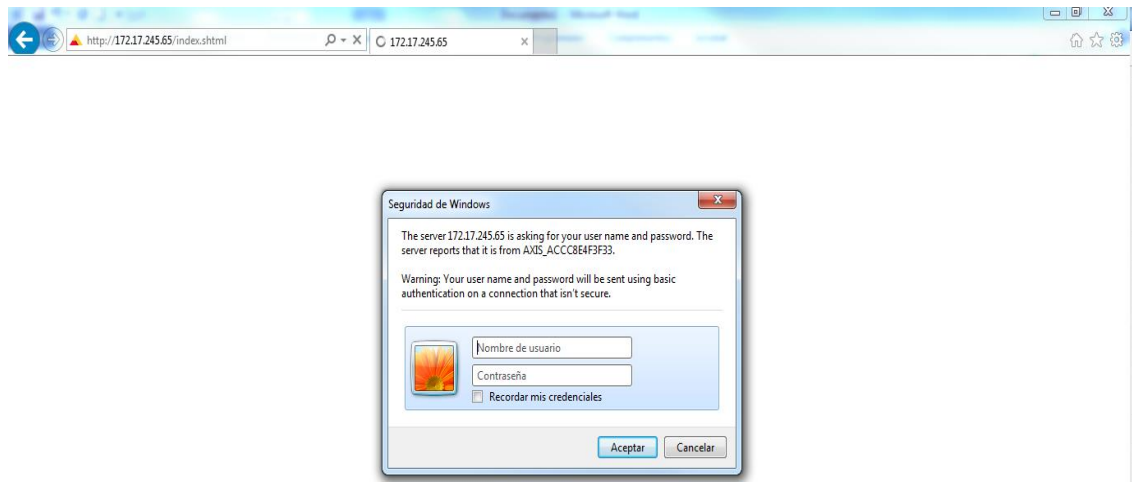 http://172.17.245.65/index.shtml
172.17.245.65
Seguridad de Windows
The server 172.17.245.65 is asking for your user name and password. The
server reports that it is from AXIS_ACCC8E4F3F33.
Warning: Your user name and password will be sent using basic
authentication on a connection that isn't secure.
Nombre de usuario
Contraseña
Recordar mis credenciales
Aceptar
Cancelar